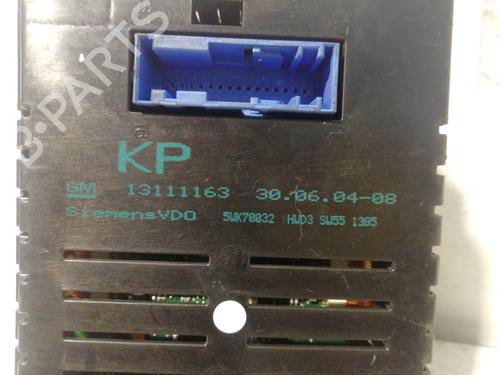 B-PARTS
E
KP
GM 13111163 30.06.04-08
SiemensVDO 5WK70032 HWD3 SW55 1305